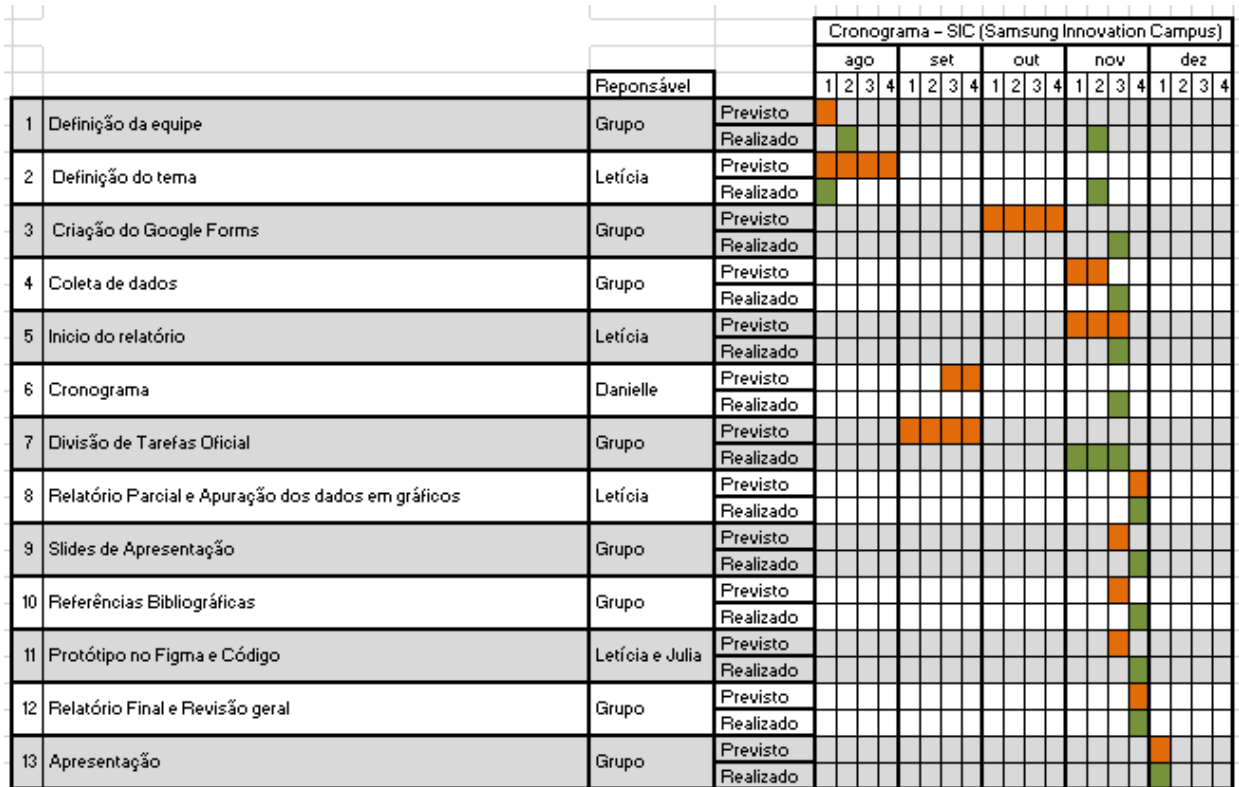 Cronograma – SIC (Samsung Innovation Campus)
ago set out nov dez
Reponsável 1 2 3 4 1 2 3 4 1 2 3 4 1 2 3 4 1 2 3 4
1 Definição da equipe Grupo Previsto
Realizado
2 Definição do tema Letícia Previsto
Realizado
3 Criação do Google Forms Grupo Previsto
Realizado
4 Coleta de dados Grupo Previsto
Realizado
5 Inicio do relatório Letícia Previsto
Realizado
6 Cronograma Danielle Previsto
Realizado
7 Divisão de Tarefas Oficial Grupo Previsto
Realizado
8 Relatório Parcial e Apuração dos dados em gráficos Letícia Previsto
Realizado
9 Slides de Apresentação Grupo Previsto
Realizado
10 Referências Bibliográficas Grupo Previsto
Realizado
11 Protótipo no Figma e Código Letícia e Julia Previsto
Realizado
12 Relatório Final e Revisão geral Grupo Previsto
Realizado
13 Apresentação Grupo Previsto
Realizado